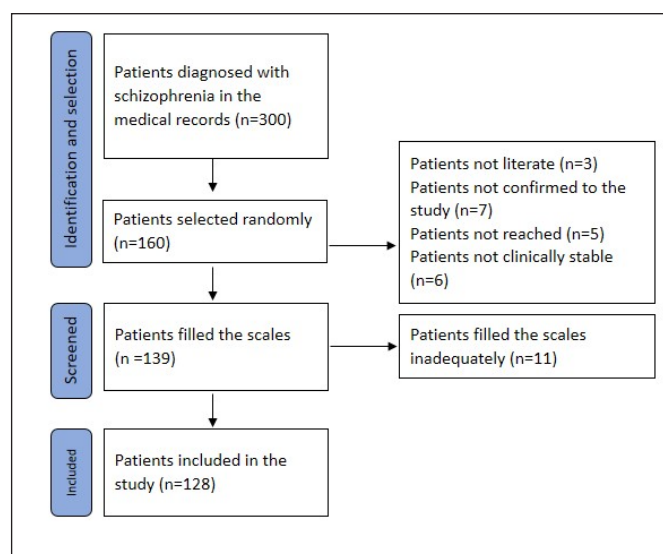 Identification and selection
Patients diagnosed with
schizophrenia in the
medical records (n=300)
Patients selected randomly
(n=160)
Patients not literate (n=3)
Patients not confirmed to the
study (n=7)
Patients not reached (n=5)
Patients not clinically stable
(n=6)
Screened
Patients filled the scales
(n =139)
Patients filled the scales
inadequately (n=11)
Included
Patients included in the
study (n=128)